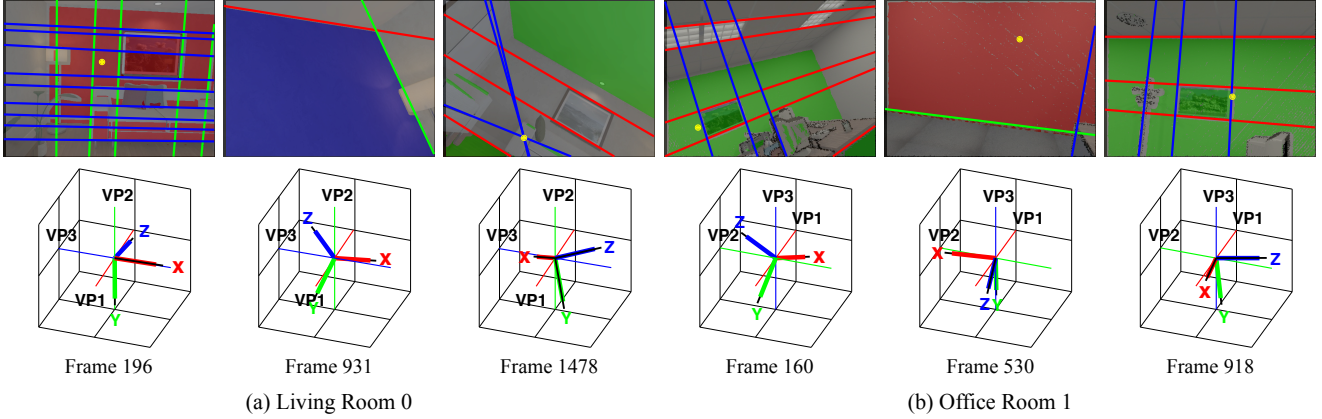 VP2 VP3 Z X VP1 Y
VP2 Z VP3 X VP1 Y
VP2 VP3 X Z VP1 Y
VP3 Z VP1 VP2 X Y
VP3 VP1 VP2 X Z Y
VP3 VP1 VP2 Z X Y
Frame 196 Frame 931 Frame 1478 Frame 160 Frame 530 Frame 918
(a) Living Room 0 (b) Office Room 1